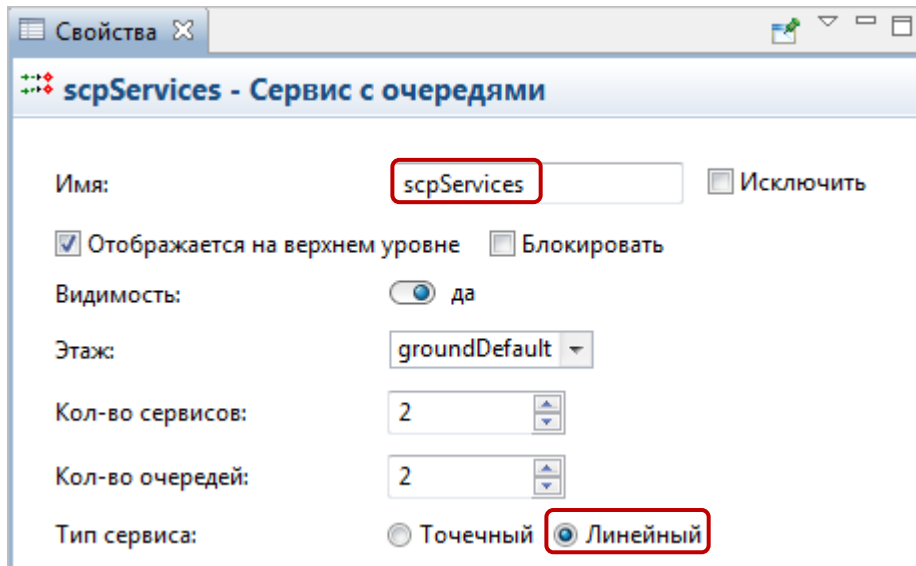 Свойства
scpServices - Сервис с очередями
Имя: scpServices Исключить
Отображается на верхнем уровне Блокировать
Видимость: да
Этаж: groundDefault
Кол-во сервисов: 2
Кол-во очередей: 2
Тип сервиса: Точечный Линейный